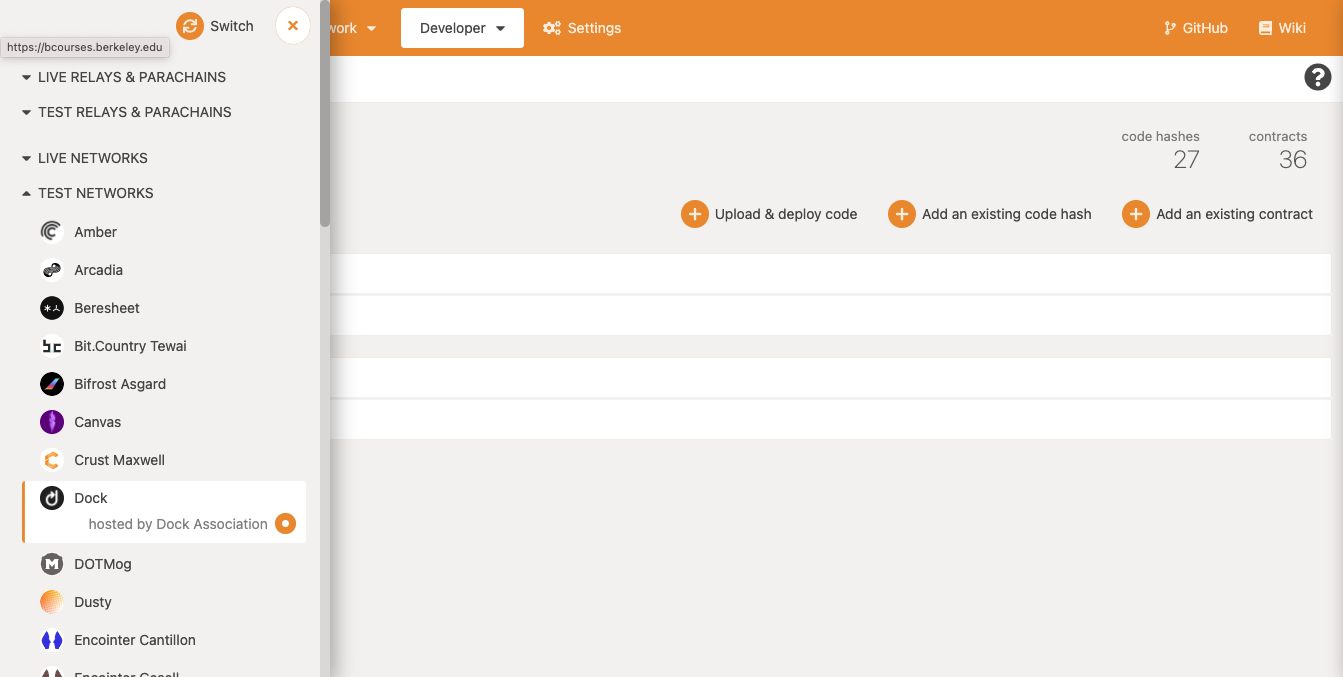 Switch
Developer
Settings
GitHub
Wiki
https://bcourses.berkeley.edu
LIVE RELAYS & PARACHAINS
TEST RELAYS & PARACHAINS
LIVE NETWORKS
TEST NETWORKS
Amber
Arcadia
Beresheet
Bit.Country Tewai
Bifrost Asgard
Canvas
Crust Maxwell
Dock
hosted by Dock Association
DOTMog
Dusty
Encointer Cantillon
code hashes
27
contracts
36
Upload & deploy code
Add an existing code hash
Add an existing contract